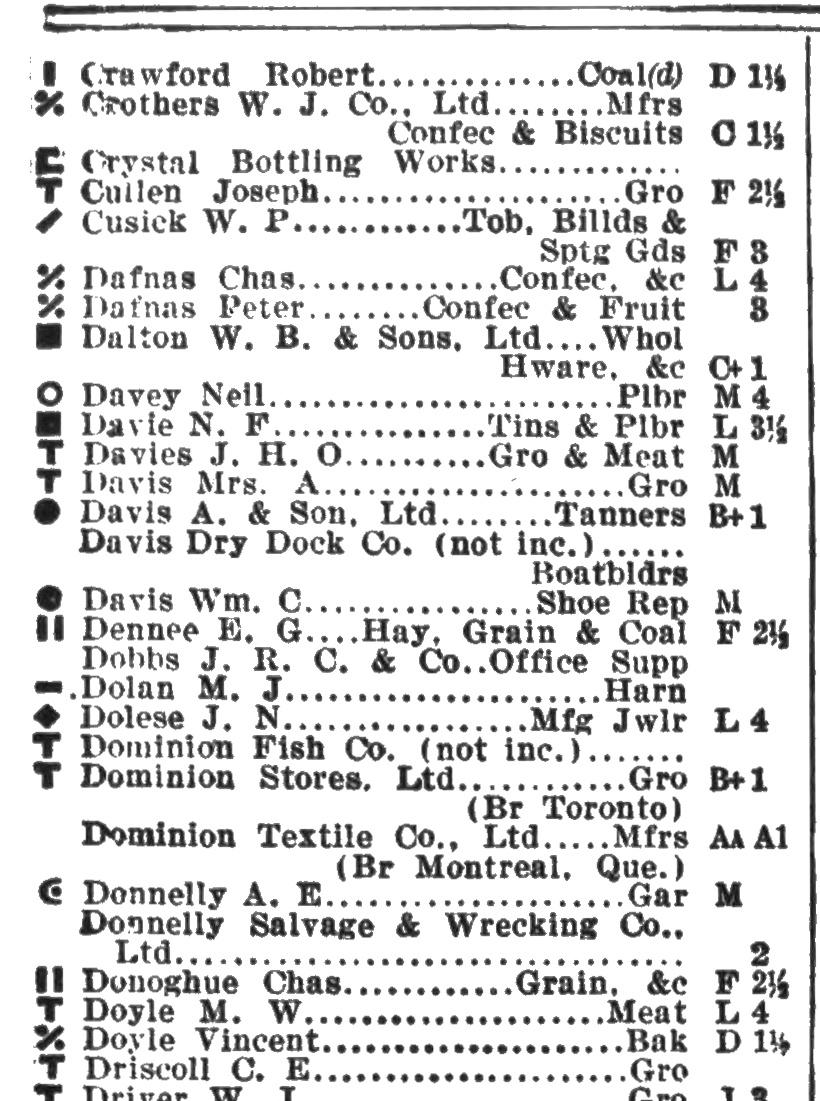 Crawford Robert..............Coal(d) D 1½
% Crothers W. J. Co., Ltd........Mfrs
Confec & Biscuits C 1½
Crystal Bottling Works.............
T Cullen Joseph.....................Gro F 2½
Cusick W. P............Tob, Billds &
Sptg Gds F 3
% Dafnas Chas..............Confec, &c L 4
% Dafnas Peter........Confec & Fruit 3
■ Dalton W. B. & Sons, Ltd....Whol
Hware, &c C+ 1
O Davey Neil........................Plbr M 4
■ Davie N. F...............Tins & Plbr L 3½
T Davies J. H. O..........Gro & Meat M
T Davis Mrs. A.....................Gro M
● Davis A. & Son, Ltd........Tanners B+ 1
Davis Dry Dock Co. (not inc.)......
Boatbldrs
● Davis Wm. C................Shoe Rep M
Dennee E. G....Hay, Grain & Coal F 2½
Dobbs J. R. C. & Co..Office Supp
Dolan M. J......................Harn
◆ Dolese J. N.................Mfg Jwlr L 4
T Dominion Fish Co. (not inc.).......
T Dominion Stores, Ltd............Gro B+ 1
(Br Toronto)
Dominion Textile Co., Ltd.....Mfrs AA A1
(Br Montreal, Que.)
Donnelly A. E.....................Gar M
Donnelly Salvage & Wrecking Co.,
Ltd................................... 2
Donoghue Chas............Grain, &c F 2½
T Doyle M. W.....................Meat L 4
% Doyle Vincent.....................Bak D 1½
T Driscoll C. E......................Gro
T Driver W. J Gro J 3